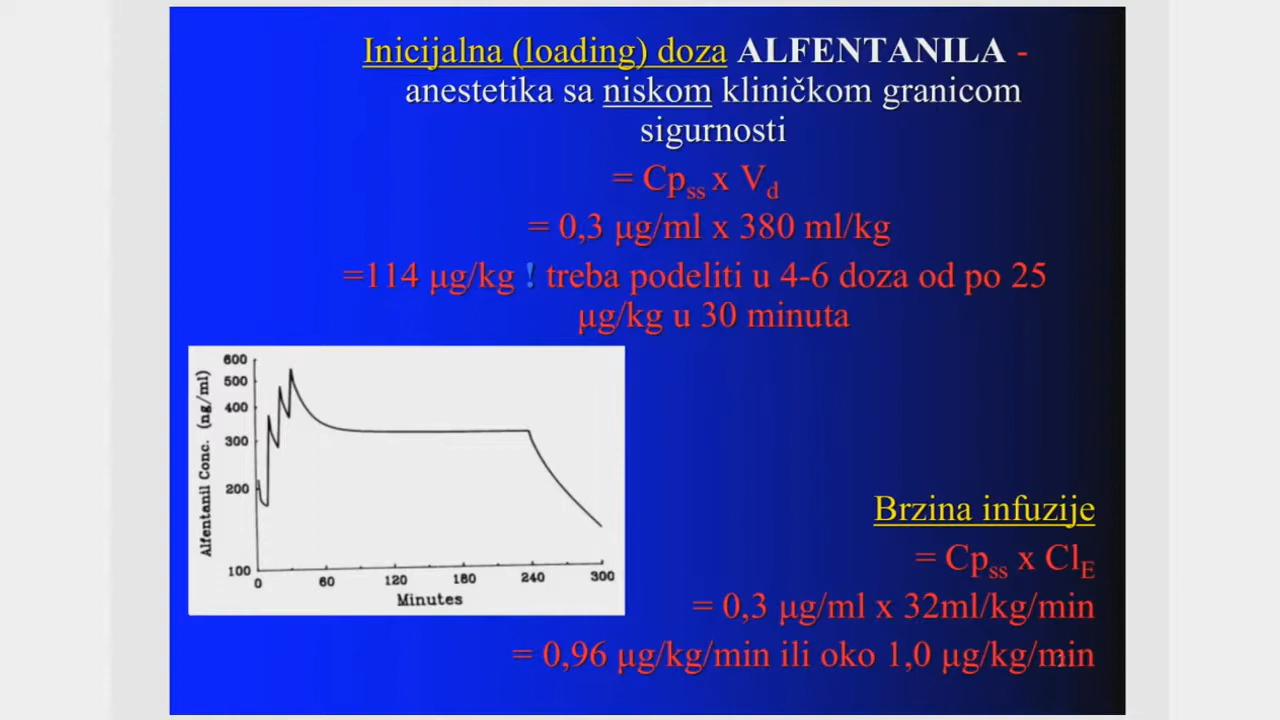 Inicijalna (loading) doza ALFENTANILA -
anestetika sa niskom kliničkom granicom
sigurnosti
= Cpss x Vd
= 0,3 µg/ml x 380 ml/kg
=114 µg/kg ! treba podeliti u 4-6 doza od po 25
µg/kg u 30 minuta
600
500
400
300
200
100
Alfentanil Conc. (ng/ml)
0 60 120 180 240 300
Minutes
Brzina infuzije
= Cpss x ClE
= 0,3 µg/ml x 32ml/kg/min
= 0,96 µg/kg/min ili oko 1,0 µg/kg/min